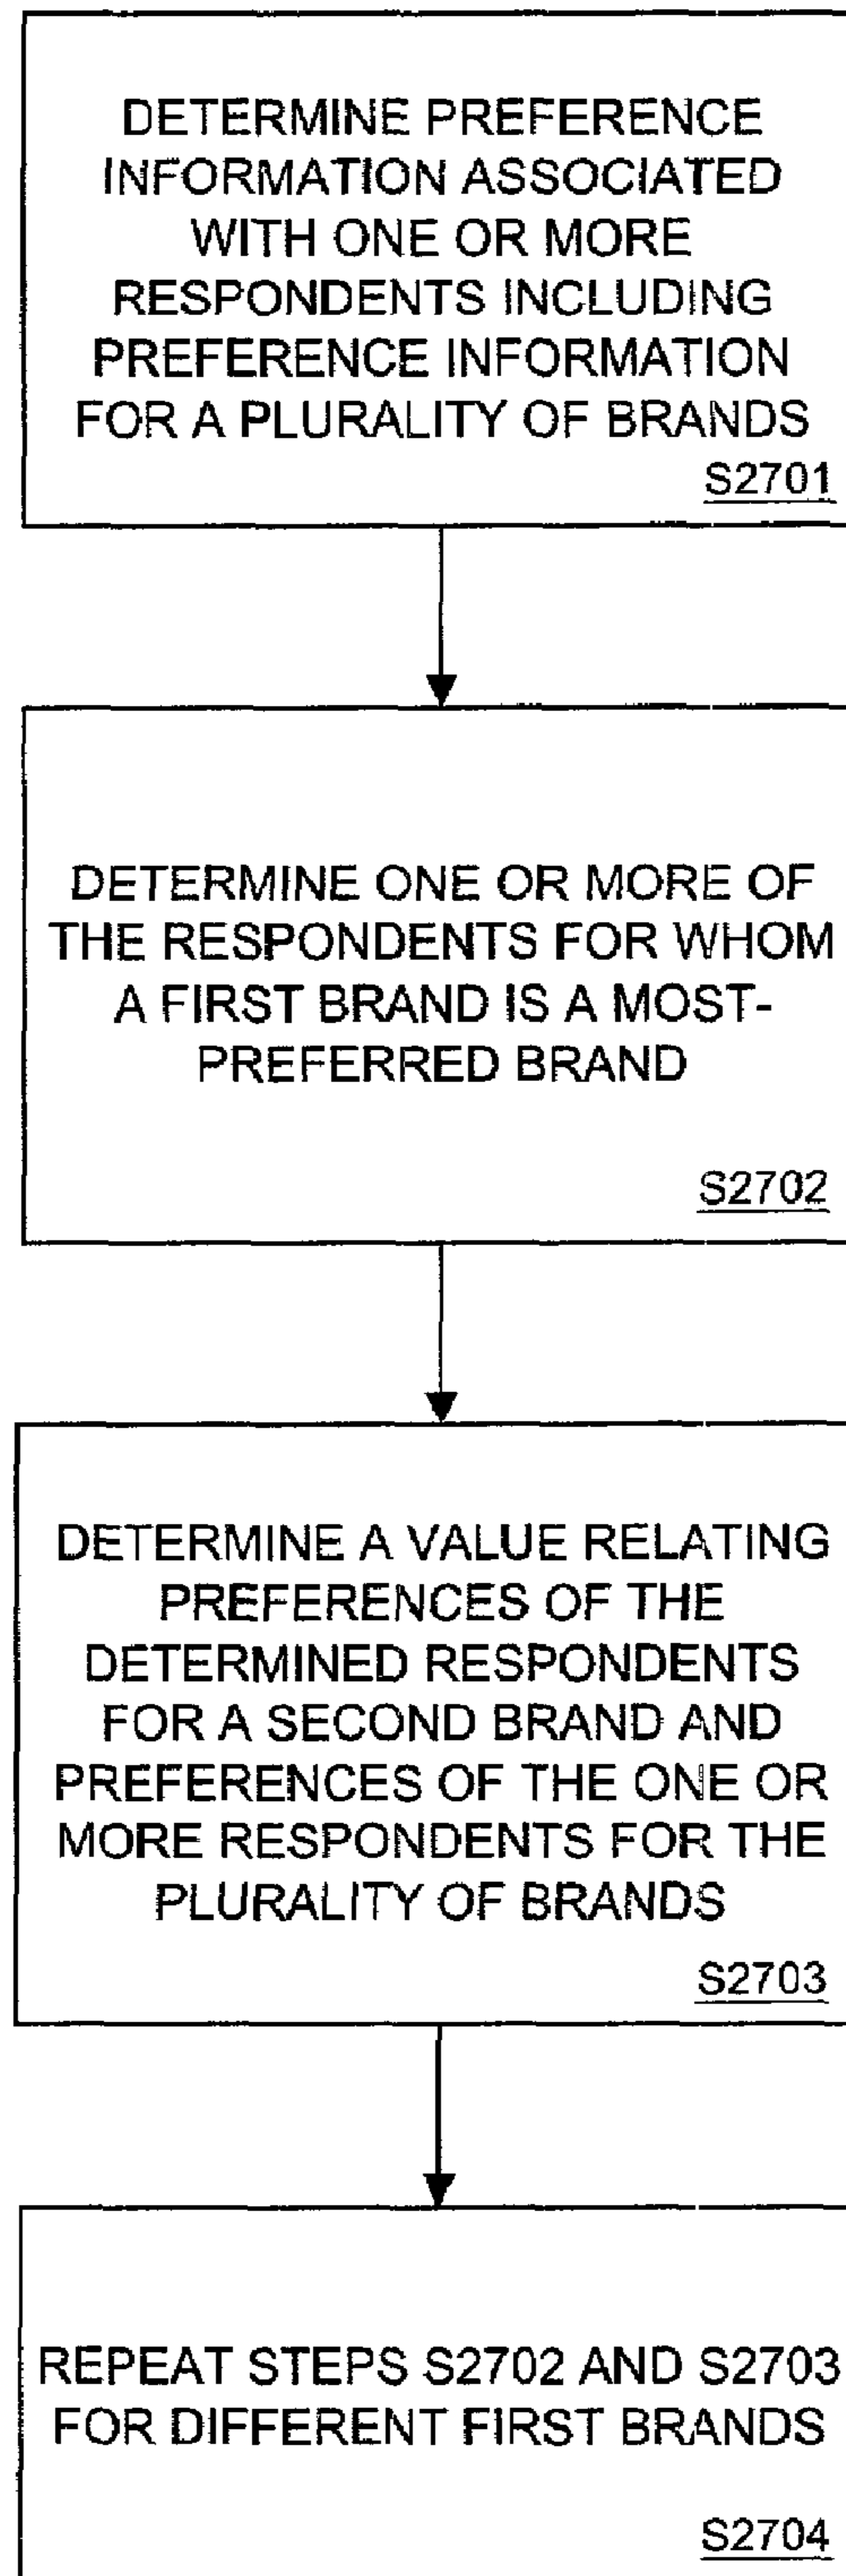 DETERMINE PREFERENCE
INFORMATION ASSOCIATED
WITH ONE OR MORE
RESPONDENTS INCLUDING
PREFERENCE INFORMATION
FOR A PLURALITY OF BRANDS
S2701
DETERMINE ONE OR MORE OF
THE RESPONDENTS FOR WHOM
A FIRST BRAND IS A MOST-
PREFERRED BRAND
S2702
DETERMINE A VALUE RELATING
PREFERENCES OF THE
DETERMINED RESPONDENTS
FOR A SECOND BRAND AND
PREFERENCES OF THE ONE OR
MORE RESPONDENTS FOR THE
PLURALITY OF BRANDS
S2703
REPEAT STEPS S2702 AND S2703
FOR DIFFERENT FIRST BRANDS
S2704